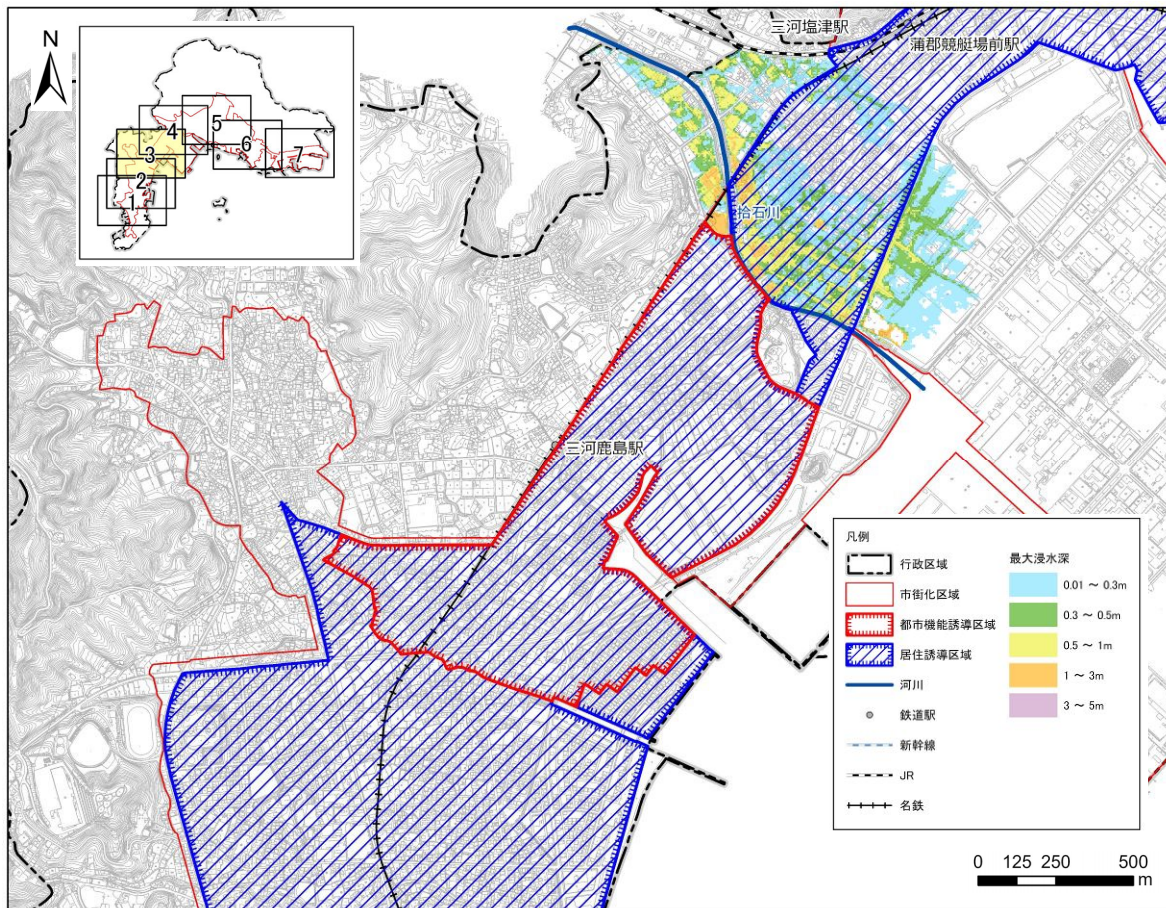 N
5
4
6
3
7
2
1
三河塩津駅
蒲郡競艇場前駅
拾石川
三河鹿島駅
凡例
行政区域
市街化区域
都市機能誘導区域
居住誘導区域
河川
鉄道駅
新幹線
JR
名鉄
最大浸水深
0.01 ～ 0.3m
0.3 ～ 0.5m
0.5 ～ 1m
1 ～ 3m
3 ～ 5m
0 125 250 500
m